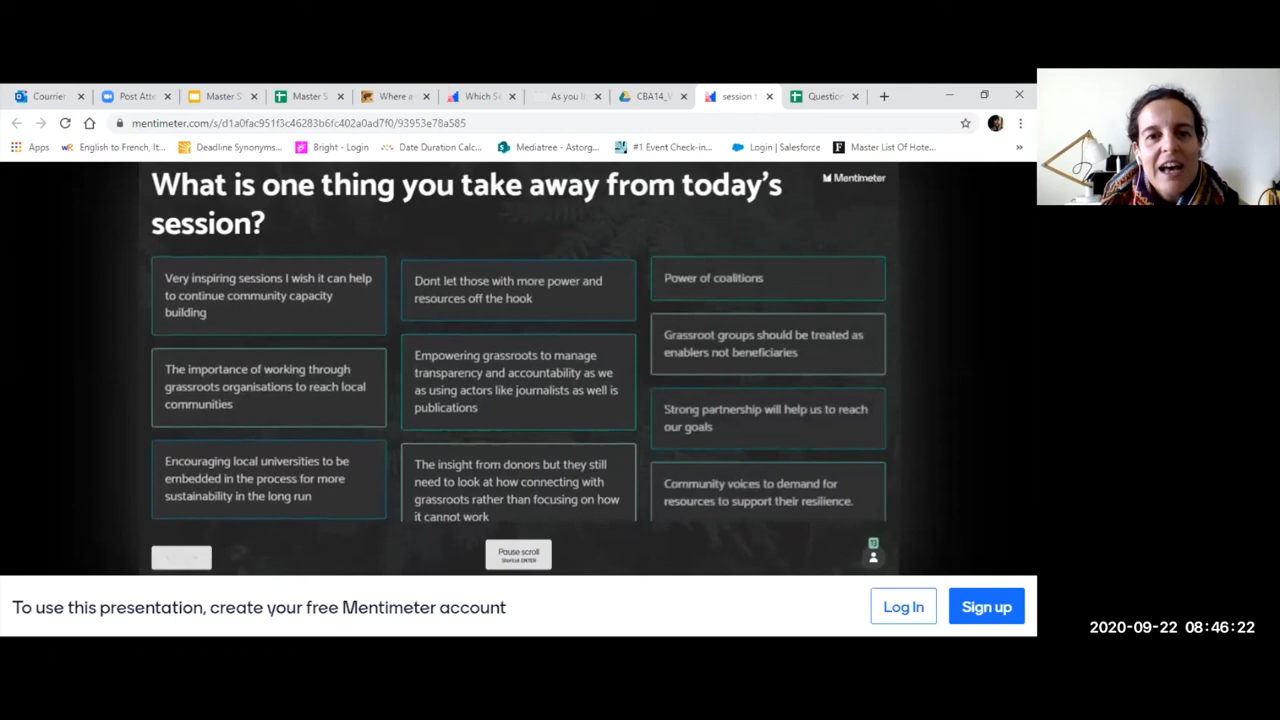 Courrier
Post Atte
Master S
Master S
Where a
Which Se
As you li
CBA14_V
session f
Question
mentimeter.com/s/d1a0fac951f3c46283b6fc402a0ad7f0/93953e78a585
Apps
English to French, It...
Deadline Synonyms...
Bright - Login
Date Duration Calc...
Mediatree - Astorg...
#1 Event Check-in...
Login | Salesforce
Master List Of Hote...
What is one thing you take away from today's
session?
Mentimeter
Very inspiring sessions I wish it can help
to continue community capacity
building
The importance of working through
grassroots organisations to reach local
communities
Encouraging local universities to be
embedded in the process for more
sustainability in the long run
Dont let those with more power and
resources off the hook
Empowering grassroots to manage
transparency and accountability as we
as using actors like journalists as well is
publications
The insight from donors but they still
need to look at how connecting with
grassroots rather than focusing on how
it cannot work
Power of coalitions
Grassroot groups should be treated as
enablers not beneficiaries
Strong partnership will help us to reach
our goals
Community voices to demand for
resources to support their resilience.
Pause scroll
Shortcut ENTER
13
To use this presentation, create your free Mentimeter account
Log In
Sign up
2020-09-22 08:46:22